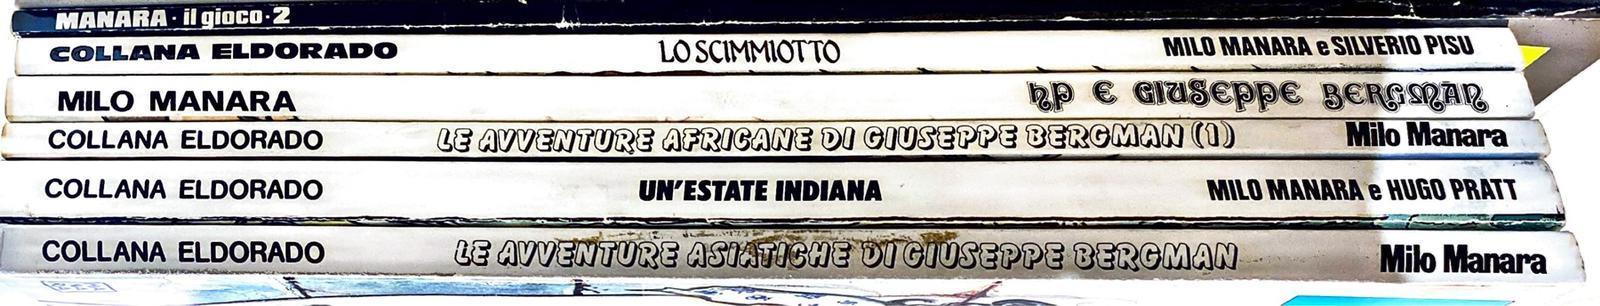 MANARA · il gioco · 2
COLLANA ELDORADO LO SCIMMIOTTO MILO MANARA e SILVERIO PISU
MILO MANARA HP E GIUSEPPE BERGMAN
COLLANA ELDORADO LE AVVENTURE AFRICANE DI GIUSEPPE BERGMAN (1) Milo Manara
COLLANA ELDORADO UN'ESTATE INDIANA MILO MANARA e HUGO PRATT
COLLANA ELDORADO LE AVVENTURE ASIATICHE DI GIUSEPPE BERGMAN Milo Manara